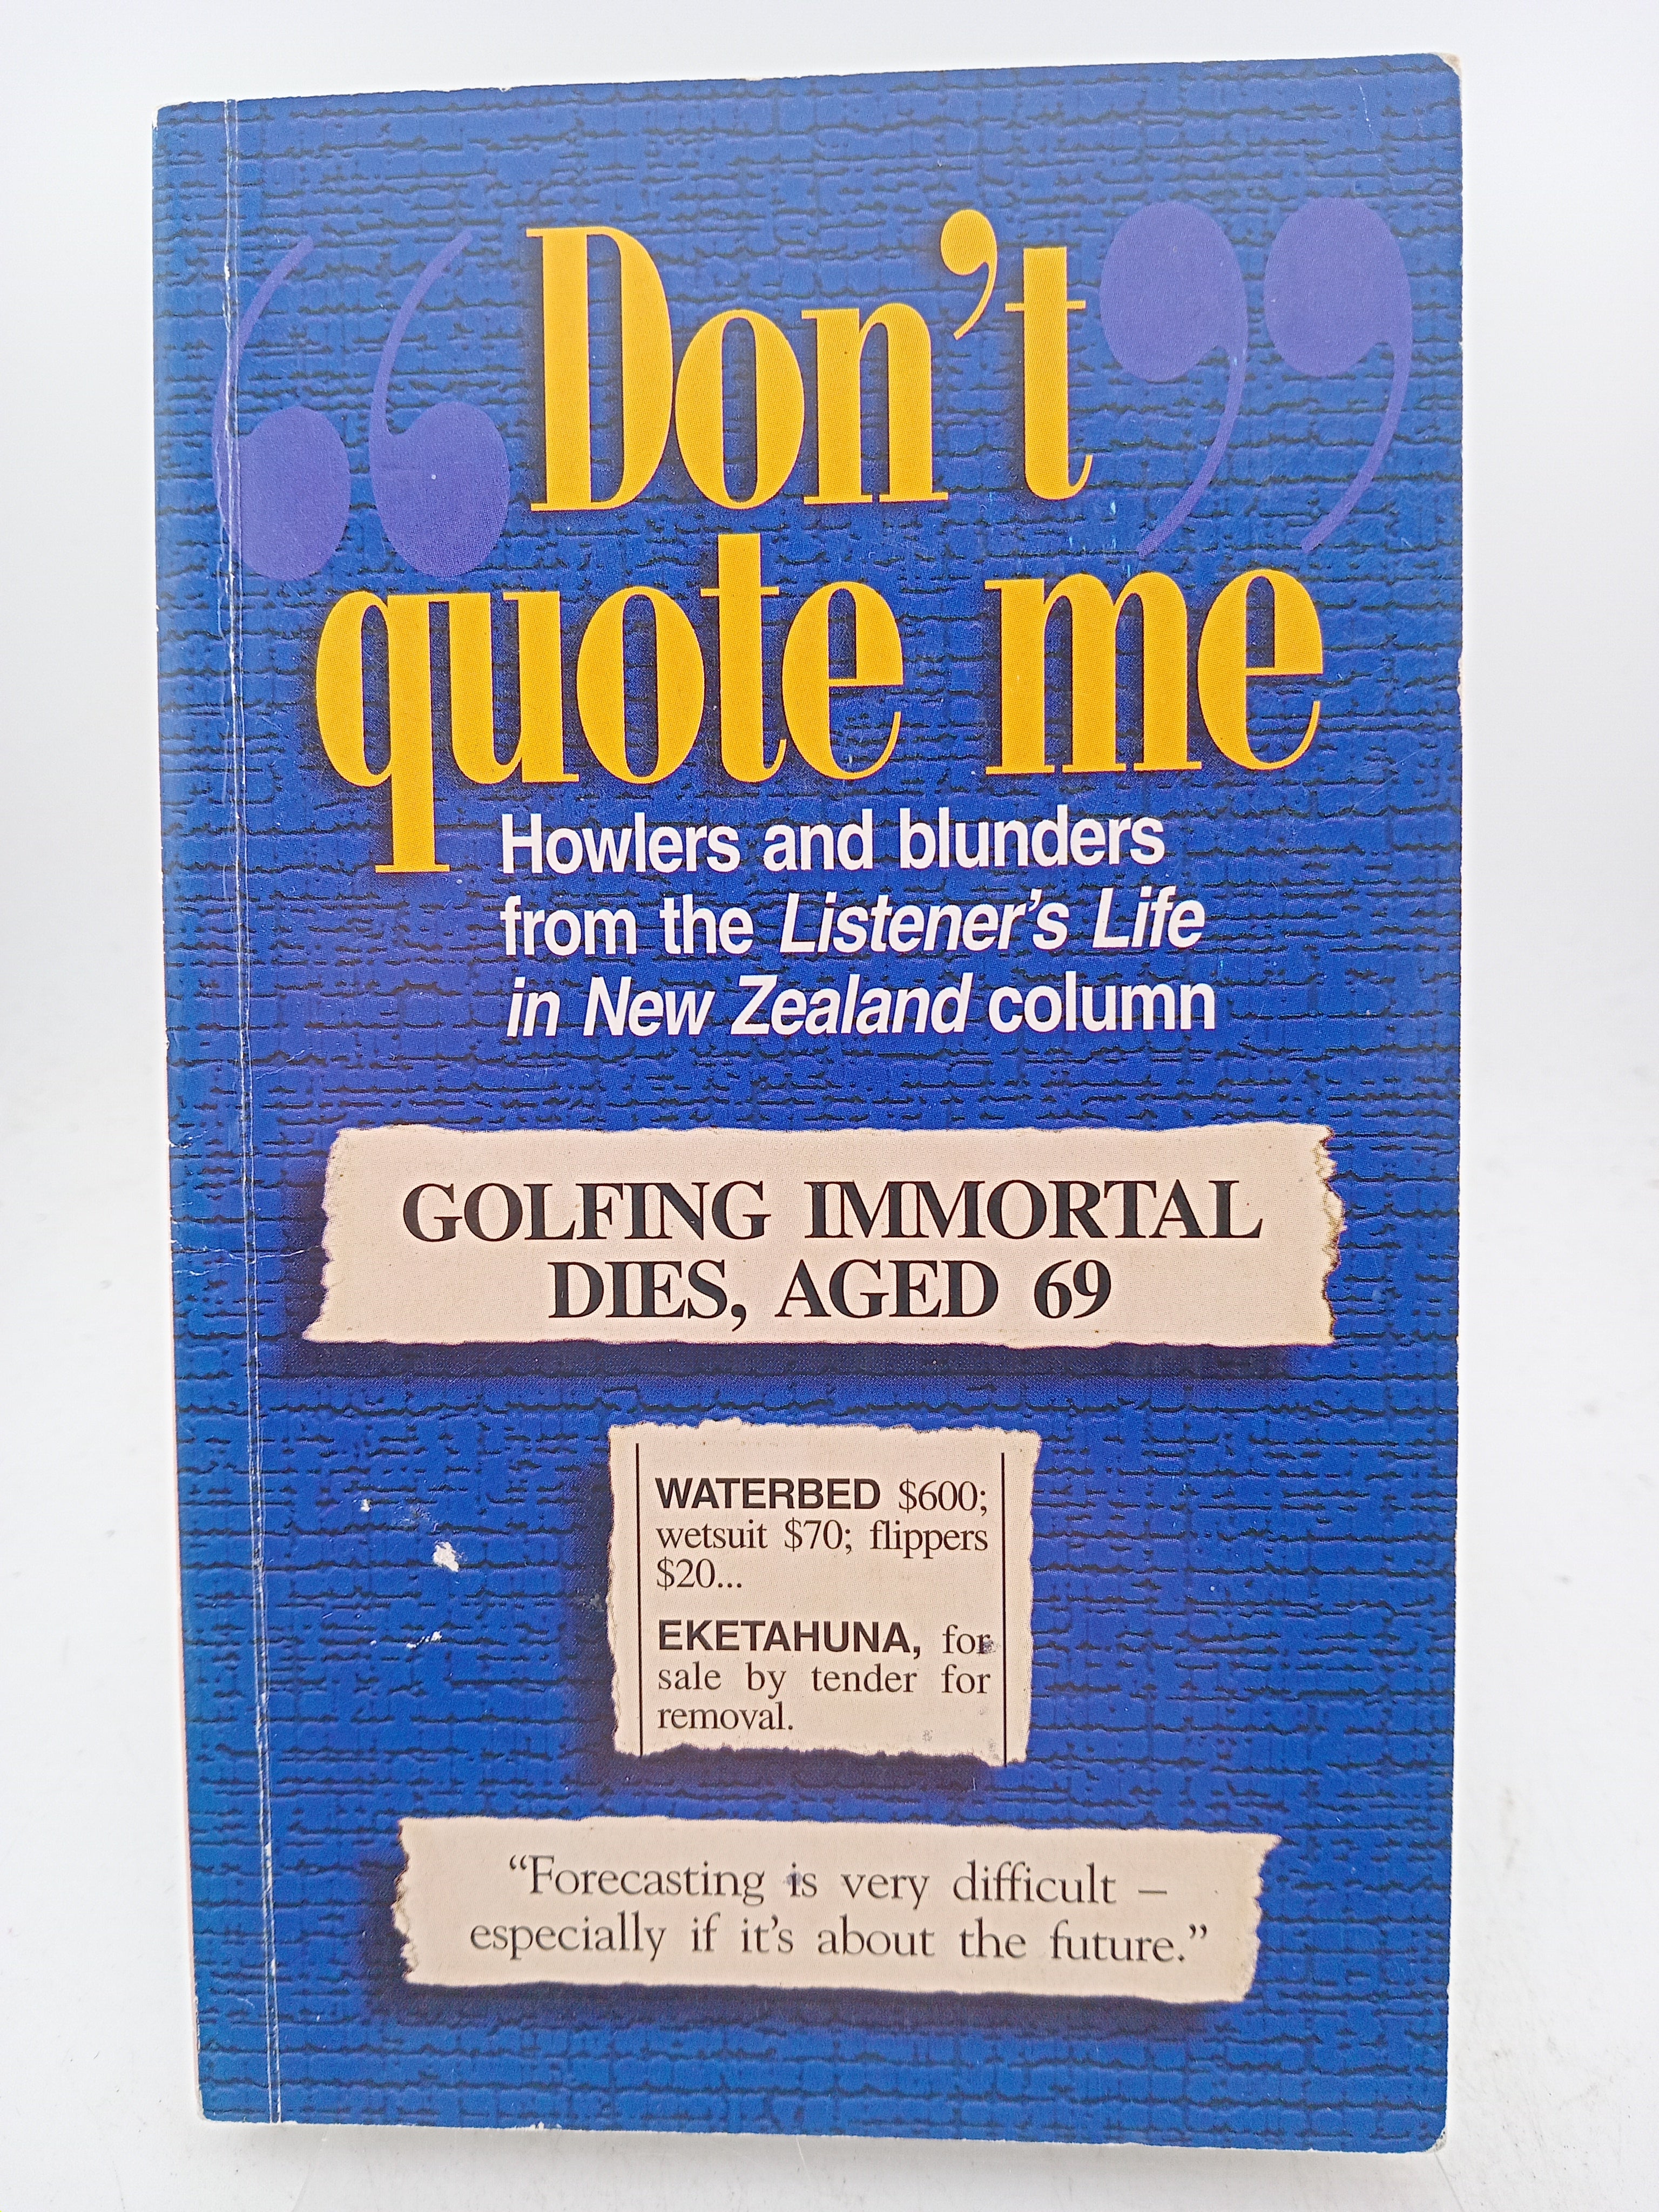 “Don’t ”
quote me
Howlers and blunders
from the Listener’s Life
in New Zealand column
GOLFING IMMORTAL
DIES, AGED 69
WATERBED $600;
wetsuit $70; flippers
$20...
EKETAHUNA, for
sale by tender for
removal.
“Forecasting is very difficult –
especially if it’s about the future.”